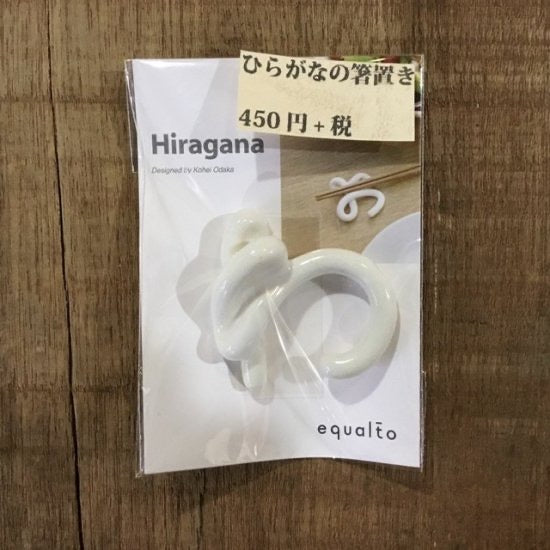 ひらがなの箸置き
450円+税
Hiragana
Designed by Kohei Odaka
equalto